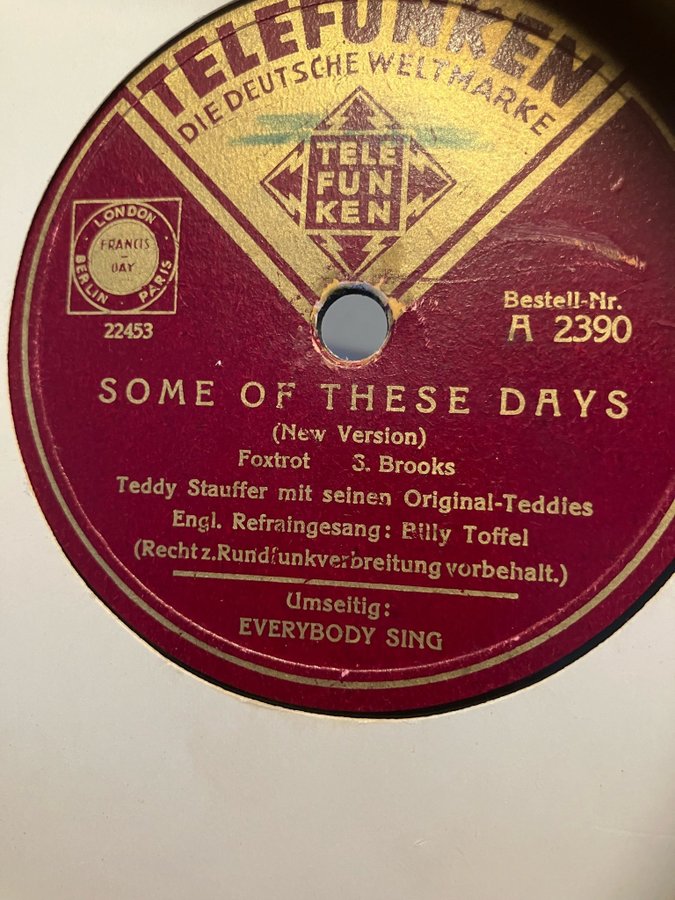 TELEFUNKEN
DIE DEUTSCHE WELTMARKE
TELE
FUN
KEN
LONDON
FRANCIS
-
DAY
BERLIN · PARIS
22453
Bestell-Nr.
A 2390
SOME OF THESE DAYS
(New Version)
Foxtrot S. Brooks
Teddy Stauffer mit seinen Original-Teddies
Engl. Refraingesang: Billy Toffel
(Recht z. Rundfunkverbreitung vorbehalt.)
Umseitig:
EVERYBODY SING